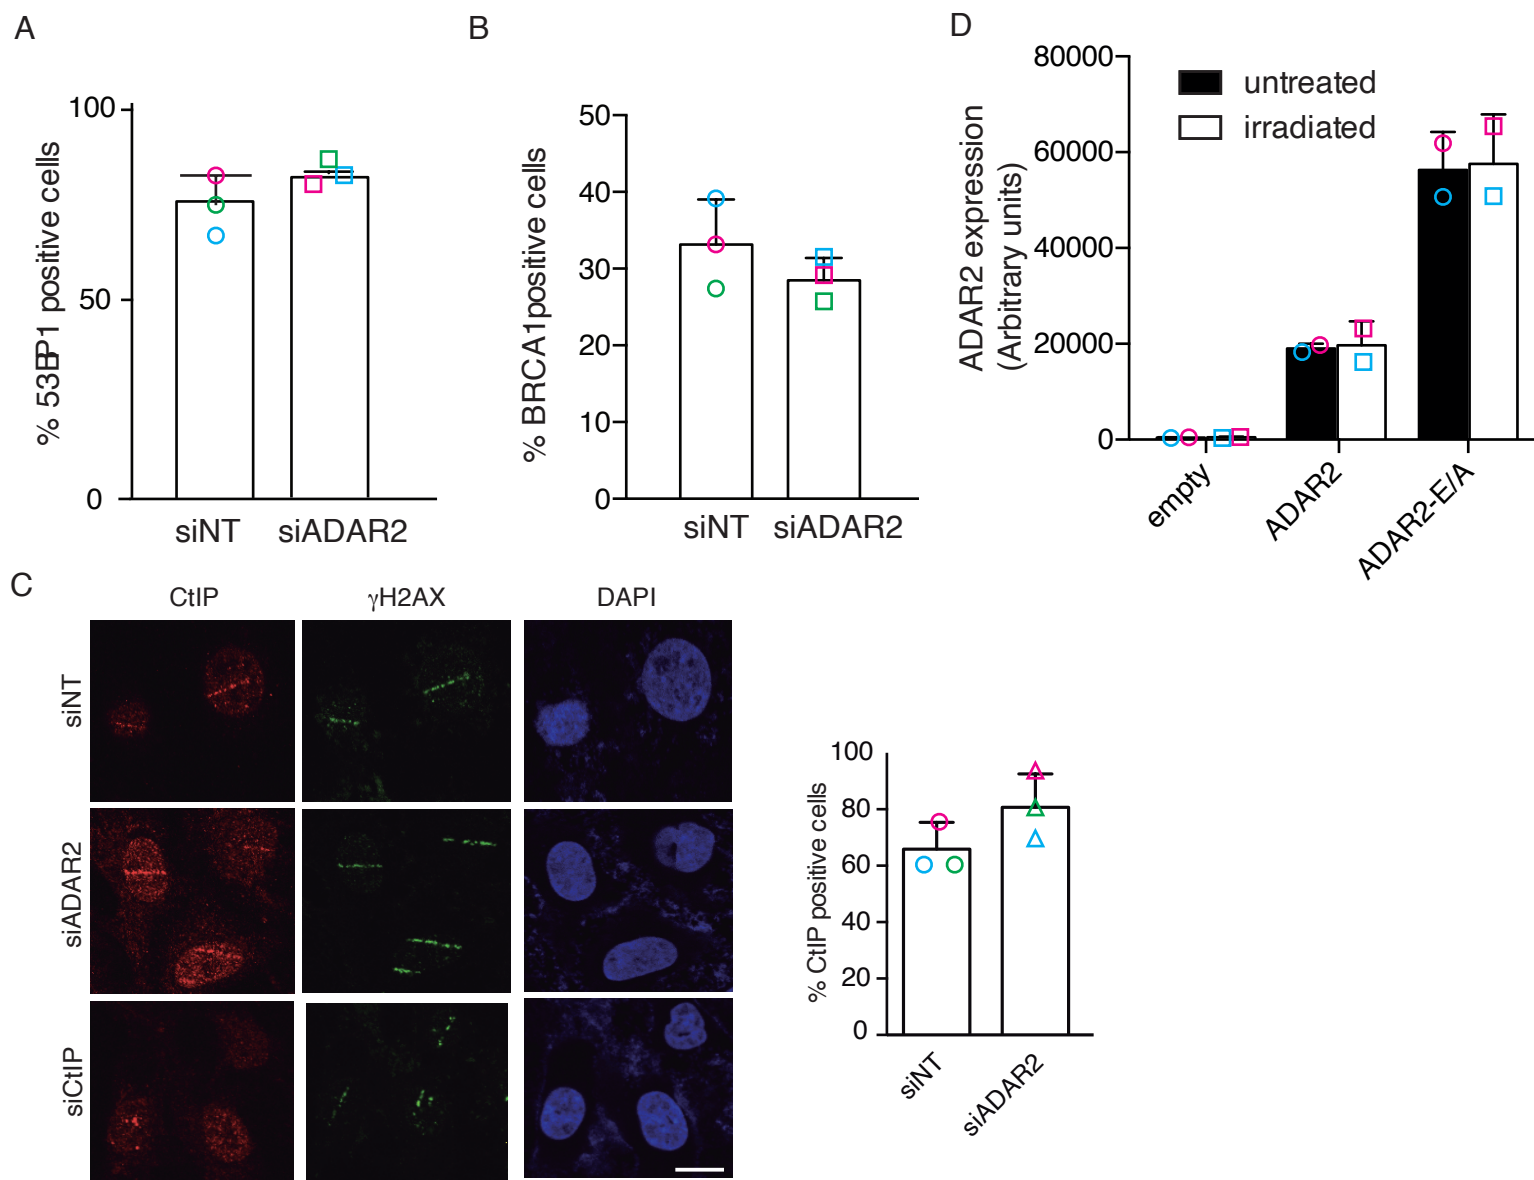 A
% 53BP1 positive cells
100
50
0
siNT siADAR2
B
% BRCA1positive cells
50
40
30
20
10
0
siNT siADAR2
D
ADAR2 expression
(Arbitrary units)
80000
60000
40000
20000
0
untreated
irradiated
empty
ADAR2
ADAR2-E/A
C
CtIP γH2AX DAPI
siNT
siADAR2
siCtIP
% CtIP positive cells
100
80
60
40
20
0
siNT
siADAR2